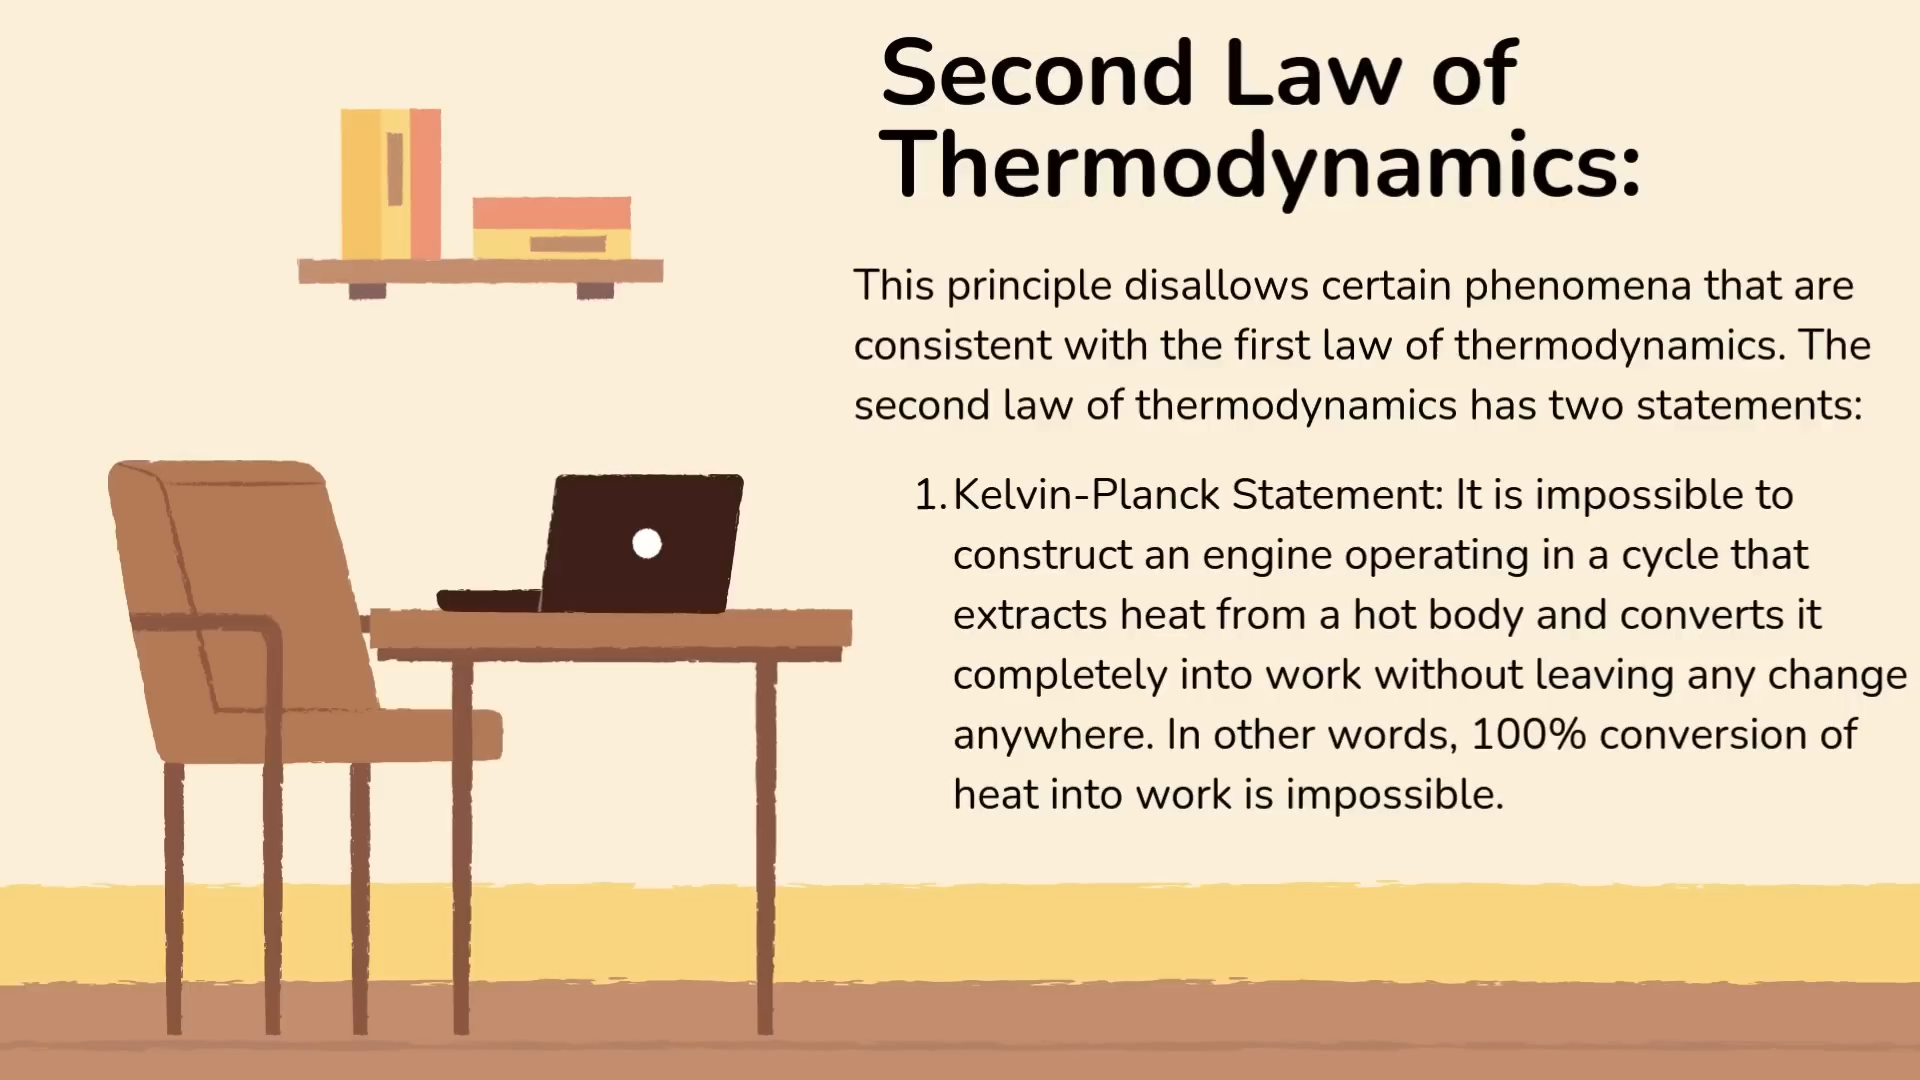 Second Law of
Thermodynamics:
This principle disallows certain phenomena that are
consistent with the first law of thermodynamics. The
second law of thermodynamics has two statements:
1. Kelvin-Planck Statement: It is impossible to
construct an engine operating in a cycle that
extracts heat from a hot body and converts it
completely into work without leaving any change
anywhere. In other words, 100% conversion of
heat into work is impossible.